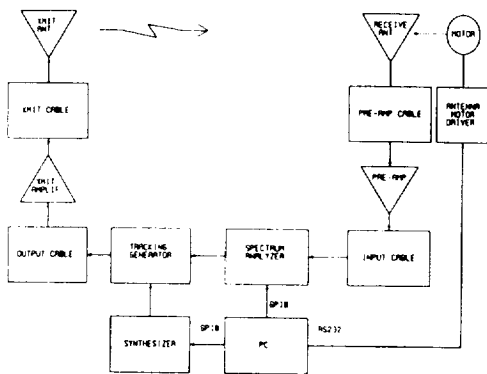 XMIT
ANT
RECEIVE
ANT
MOTOR
XMIT CABLE
PRE-AMP CABLE
ANTENNA
MOTOR
DRIVER
XMIT
AMPLIF
PRE-AMP
OUTPUT CABLE
TRACKING
GENERATOR
SPECTRUM
ANALYZER
INPUT CABLE
GPIB
GPIB
RS232
SYNTHESIZER
PC